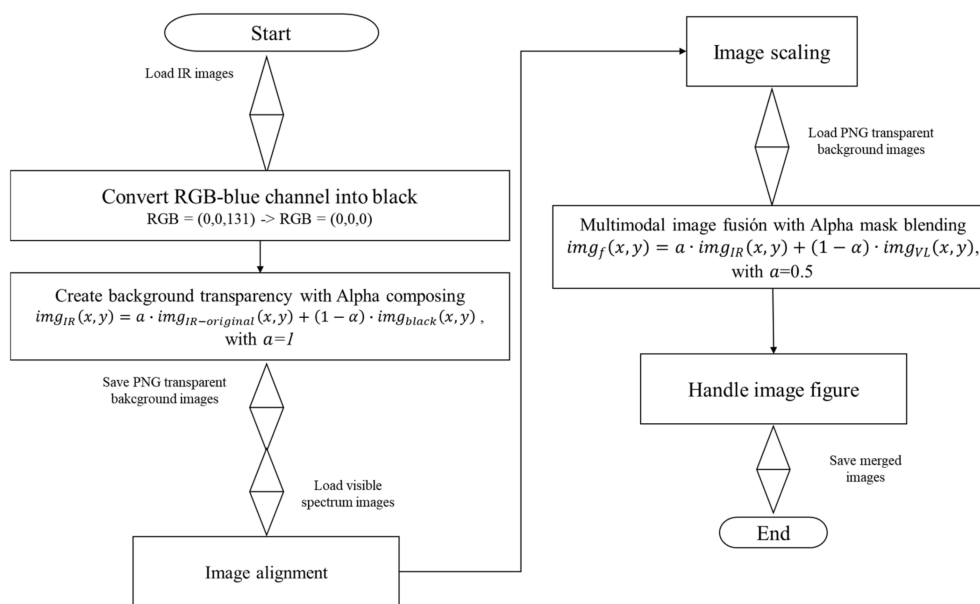 Start
Load IR images
Convert RGB-blue channel into black
RGB = (0,0,131) -> RGB = (0,0,0)
Create background transparency with Alpha composing
img_IR(x, y) = a · img_IR−original(x, y) + (1 − α) · img_black(x, y) ,
with a=1
Save PNG transparent
bakcground images
Load visible
spectrum images
Image alignment
Image scaling
Load PNG transparent
background images
Multimodal image fusión with Alpha mask blending
img_f(x, y) = a · img_IR(x, y) + (1 − α) · img_VL(x, y),
with a=0.5
Handle image figure
Save merged
images
End